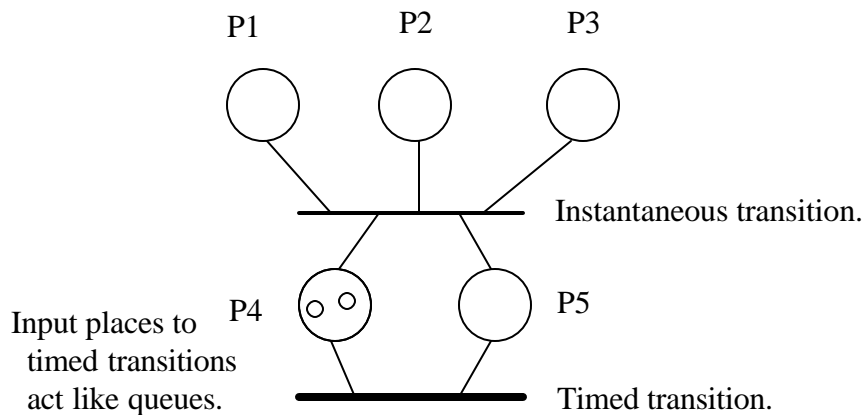 P1
P2
P3
Instantaneous transition.
P4
P5
Input places to
timed transitions
act like queues.
Timed transition.